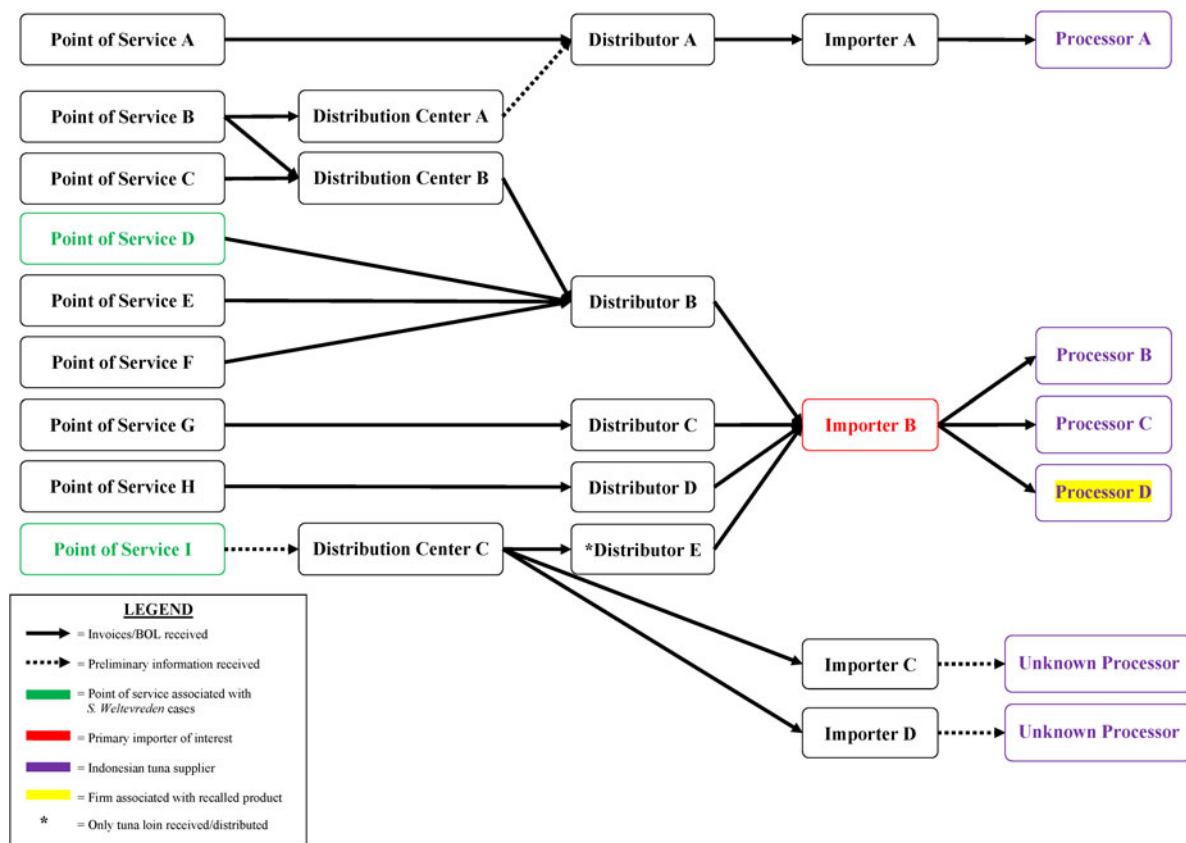 Point of Service A
Distributor A
Importer A
Processor A
Point of Service B
Distribution Center A
Point of Service C
Distribution Center B
Point of Service D
Point of Service E
Distributor B
Point of Service F
Processor B
Point of Service G
Distributor C
Importer B
Processor C
Point of Service H
Distributor D
Processor D
Point of Service I
Distribution Center C
*Distributor E
Importer C
Unknown Processor
Importer D
Unknown Processor
LEGEND
= Invoices/BOL received
= Preliminary information received
= Point of service associated with
S. Weltevreden cases
= Primary importer of interest
= Indonesian tuna supplier
= Firm associated with recalled product
* = Only tuna loin received/distributed